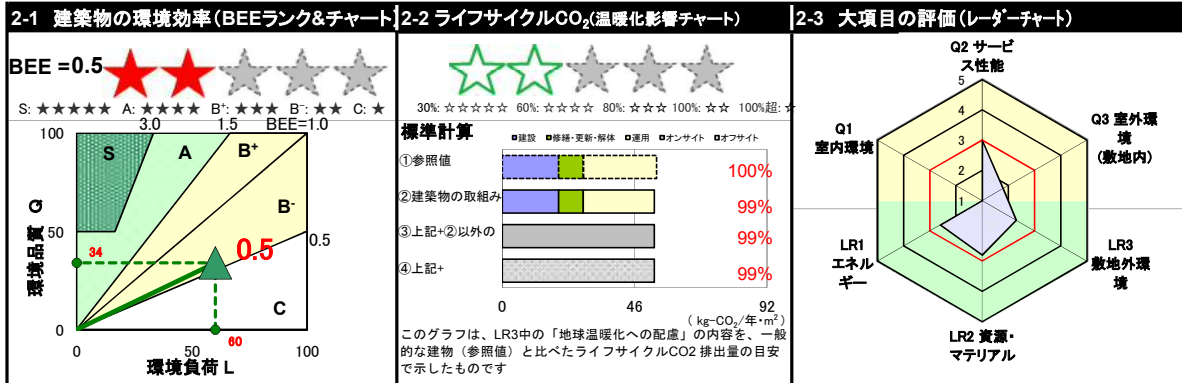 2-1 建築物の環境効率(BEEランク&チャート)
BEE =0.5
S: ★★★★★ A: ★★★★ B⁺: ★★★ B⁻: ★★ C: ★
3.0 1.5 BEE=1.0
100
S A B⁺
B⁻
50
0.5
0.5
34
環境品質 Q
C
0
60
0 50 100
環境負荷 L
2-2 ライフサイクルCO₂(温暖化影響チャート)
30%: ☆☆☆☆☆ 60%: ☆☆☆☆ 80%: ☆☆☆ 100%: ☆☆ 100%超: ☆
標準計算
建設 修繕・更新・解体 運用 オンサイト オフサイト
①参照値 100%
②建築物の取組み 99%
③上記+②以外の 99%
④上記+ 99%
0 46 92
( kg-CO₂/年・m² )
このグラフは、LR3中の「地球温暖化への配慮」の内容を、一般
的な建物(参照値)と比べたライフサイクルCO2 排出量の目安
で示したものです
2-3 大項目の評価(レーダーチャート)
Q2 サービ
ス性能
5
4
3
2
1
Q1
室内環境
Q3 室外環
境
(敷地内)
LR1
エネル
ギー
LR3
敷地外環
境
LR2 資源・
マテリアル